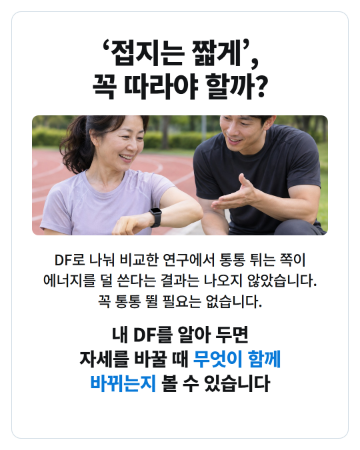 ‘접지는 짧게’,
꼭 따라야 할까?
DF로 나눠 비교한 연구에서 통통 튀는 쪽이
에너지를 덜 쓴다는 결과는 나오지 않았습니다.
꼭 통통 뛸 필요는 없습니다.
내 DF를 알아 두면
자세를 바꿀 때 무엇이 함께
바뀌는지 볼 수 있습니다